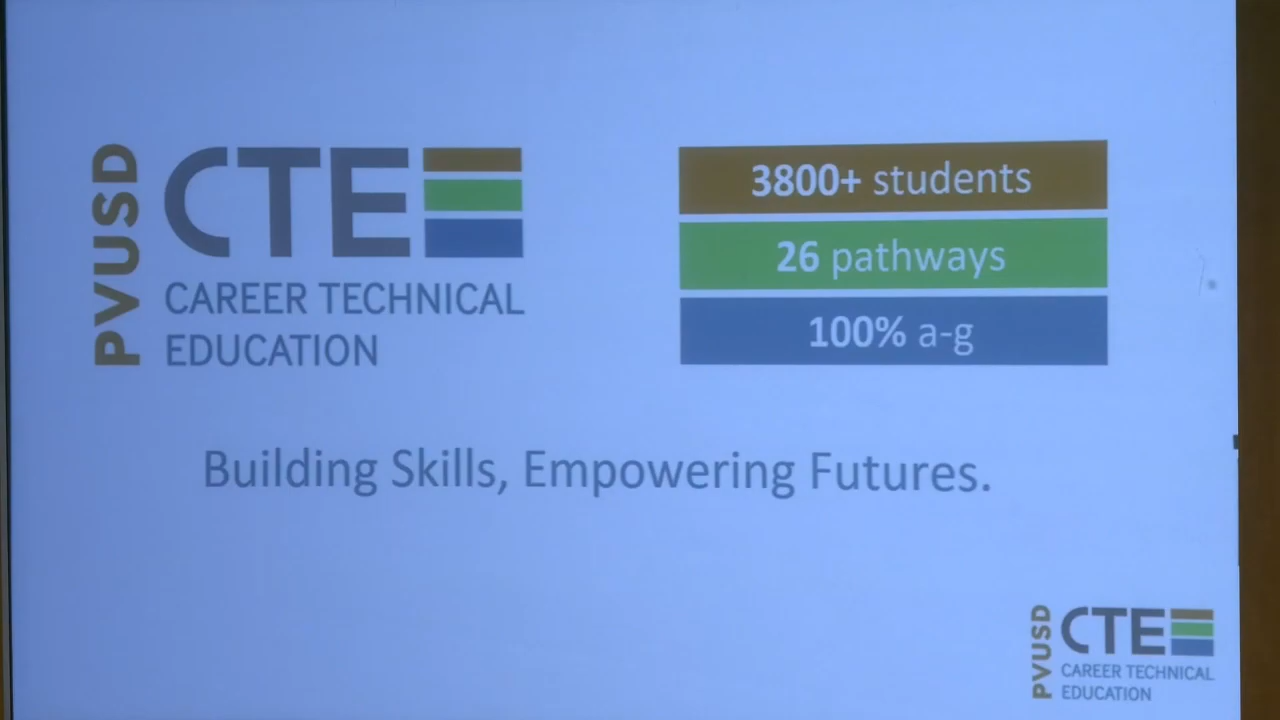 PVUSD
CTE
CAREER TECHNICAL
EDUCATION
3800+ students
26 pathways
100% a-g
Building Skills, Empowering Futures.
PVUSD
CTE
CAREER TECHNICAL
EDUCATION